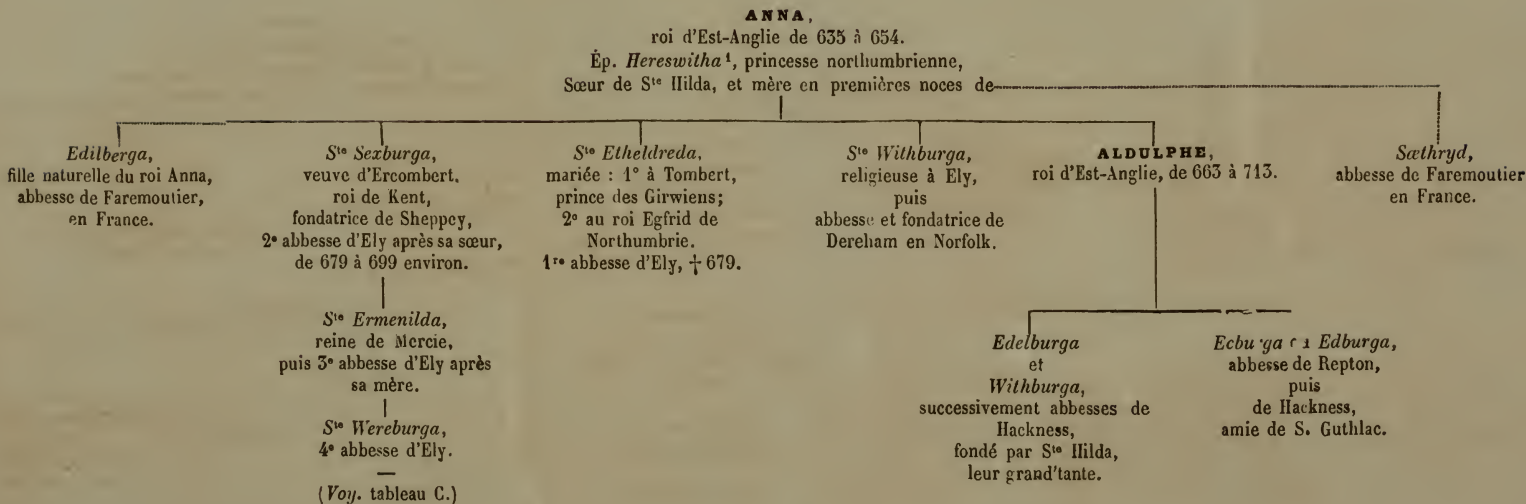 ANNA,
roi d'Est-Anglie de 635 à 654.
Ép. Hereswitha¹, princesse northumbrienne,
Sœur de Sᵗᵉ Hilda, et mère en premières noces de
Edilberga,
fille naturelle du roi Anna,
abbesse de Faremoutier,
en France.
Sᵗᵉ Sexburga,
veuve d'Ercombert.
roi de Kent,
fondatrice de Sheppey,
2ᵉ abbesse d'Ely après sa sœur,
de 679 à 699 environ.
Sᵗᵉ Etheldreda,
mariée : 1° à Tombert,
prince des Girwiens;
2° au roi Egfrid de
Northumbrie.
1ʳᵉ abbesse d'Ely, † 679.
Sᵗᵉ Withburga,
religieuse à Ely,
puis
abbesse et fondatrice de
Dereham en Norfolk.
ALDULPHE,
roi d'Est-Anglie, de 663 à 713.
Sæthryd,
abbesse de Faremoutier
en France.
Sᵗᵉ Ermenilda,
reine de Mercie,
puis 3ᵉ abbesse d'Ely après
sa mère.
Sᵗᵉ Wereburga,
4ᵉ abbesse d'Ely.
(Voy. tableau C.)
Edelburga
et
Withburga,
successivement abbesses de
Hackness,
fondé par Sᵗᵉ Hilda,
leur grand'tante.
Edburga,
abbesse de Repton,
puis
de Hackness,
amie de S. Guthlac.